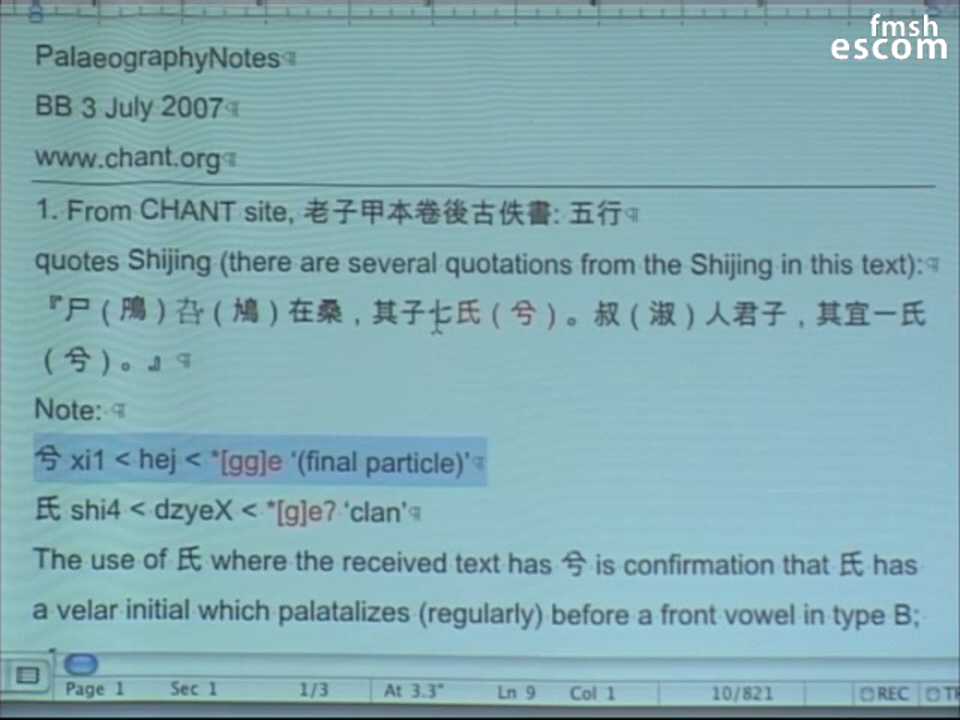 fmsh
escom
PalaeographyNotes
BB 3 July 2007
www.chant.org
1. From CHANT site, 老子甲本卷後古佚書: 五行
quotes Shijing (there are several quotations from the Shijing in this text):
『尸(鳲)(鳩)在桑,其子七氏(兮)。叔(淑)人君子,其宜一氏
(兮)。』
Note:
兮 xi1 < hej < *[gg]e '(final particle)'
氏 shi4 < dzyeX < *[g]e? 'clan'
The use of 氏 where the received text has 兮 is confirmation that 氏 has
a velar initial which palatalizes (regularly) before a front vowel in type B;
Page 1 Sec 1 1/3 At 3.3" Ln 9 Col 1 10/821 REC